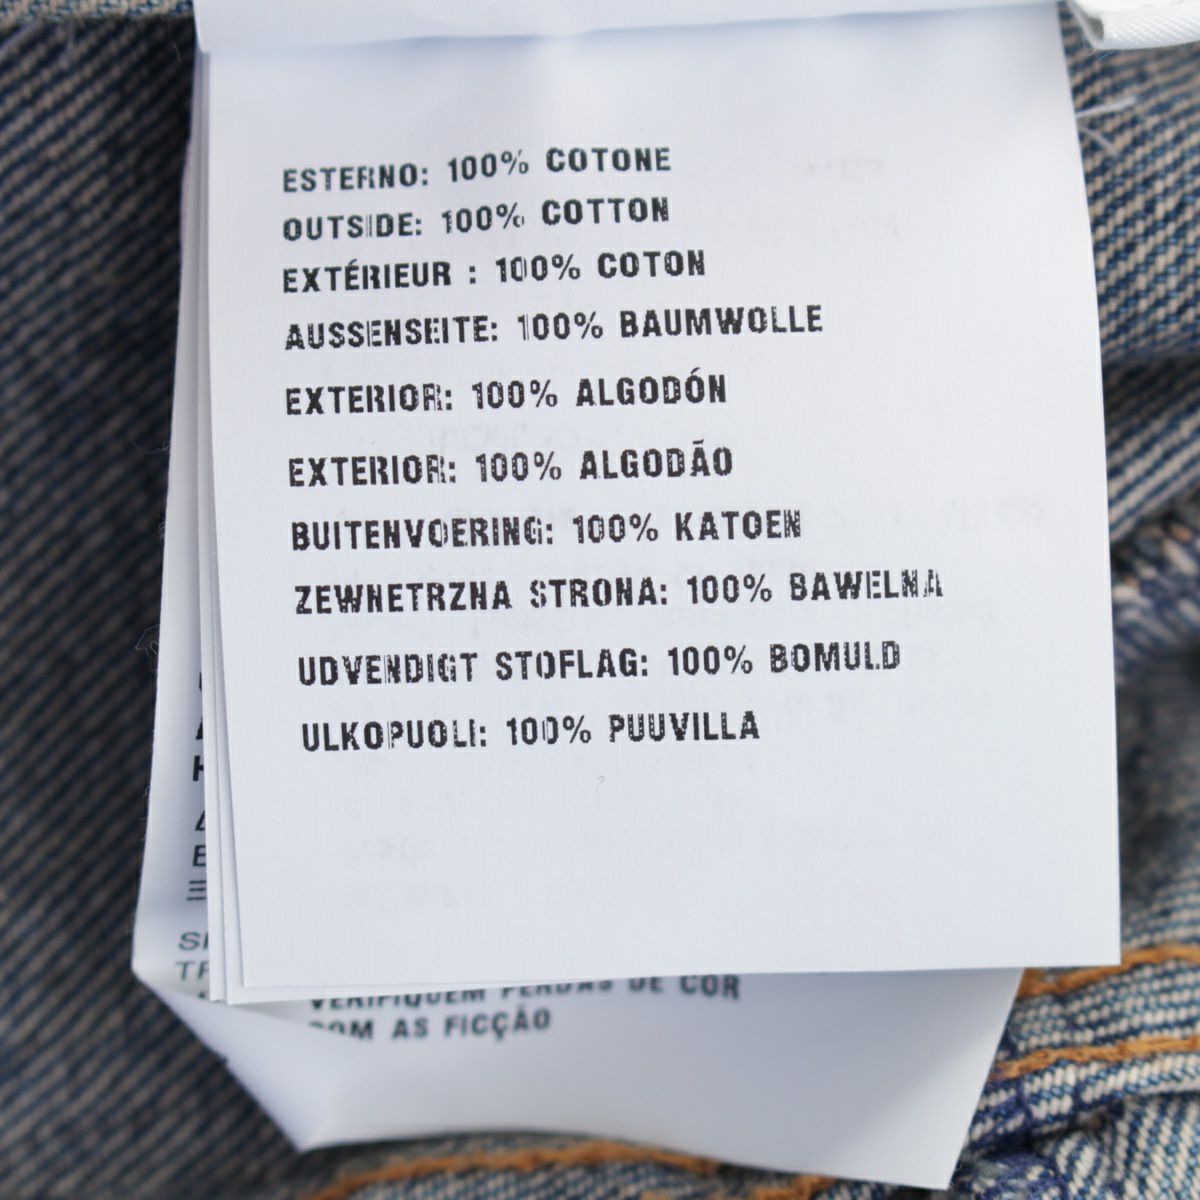 ESTERNO: 100% COTONE
OUTSIDE: 100% COTTON
EXTÉRIEUR : 100% COTON
AUSSENSEITE: 100% BAUMWOLLE
EXTERIOR: 100% ALGODÓN
EXTERIOR: 100% ALGODÃO
BUITENVOERING: 100% KATOEN
ZEWNETRZNA STRONA: 100% BAWELNA
UDVENDIGT STOFLAG: 100% BOMULD
ULKOPUOLI: 100% PUUVILLA
VERIFIQUEM PERDAS DE COR
COM AS FICÇÃO